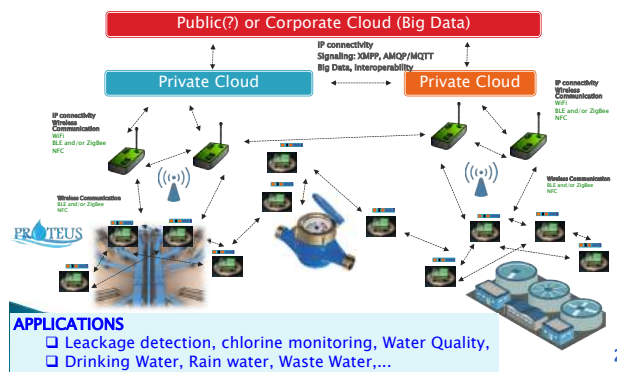 Public(?) or Corporate Cloud (Big Data)
IP connectivity
Signaling: XMPP, AMQP/MQTT
Big Data, Interoperability
Private Cloud
Private Cloud
IP connectivity
Wireless
Communication
WiFi
BLE and/or ZigBee
NFC
IP connectivity
Wireless
Communication
WiFi
BLE and/or ZigBee
NFC
Wireless Communication
BLE and/or ZigBee
NFC
Wireless Communication
BLE and/or ZigBee
NFC
PROTEUS
APPLICATIONS
❑ Leackage detection, chlorine monitoring, Water Quality,
❑ Drinking Water, Rain water, Waste Water,...
2